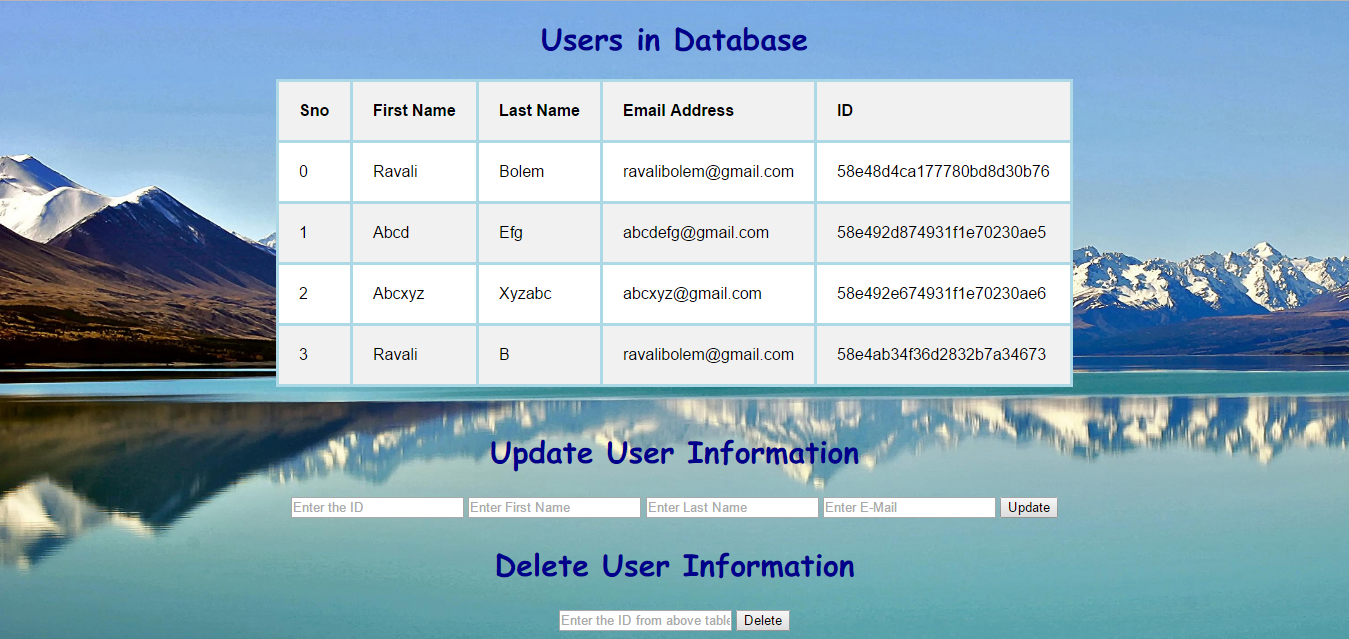 Users in Database
Sno First Name Last Name Email Address ID
0 Ravali Bolem ravalibolem@gmail.com 58e48d4ca177780bd8d30b76
1 Abcd Efg abcdefg@gmail.com 58e492d874931f1e70230ae5
2 Abcxyz Xyzabc abcxyz@gmail.com 58e492e674931f1e70230ae6
3 Ravali B ravalibolem@gmail.com 58e4ab34f36d2832b7a34673
Update User Information
Enter the ID Enter First Name Enter Last Name Enter E-Mail Update
Delete User Information
Enter the ID from above table Delete